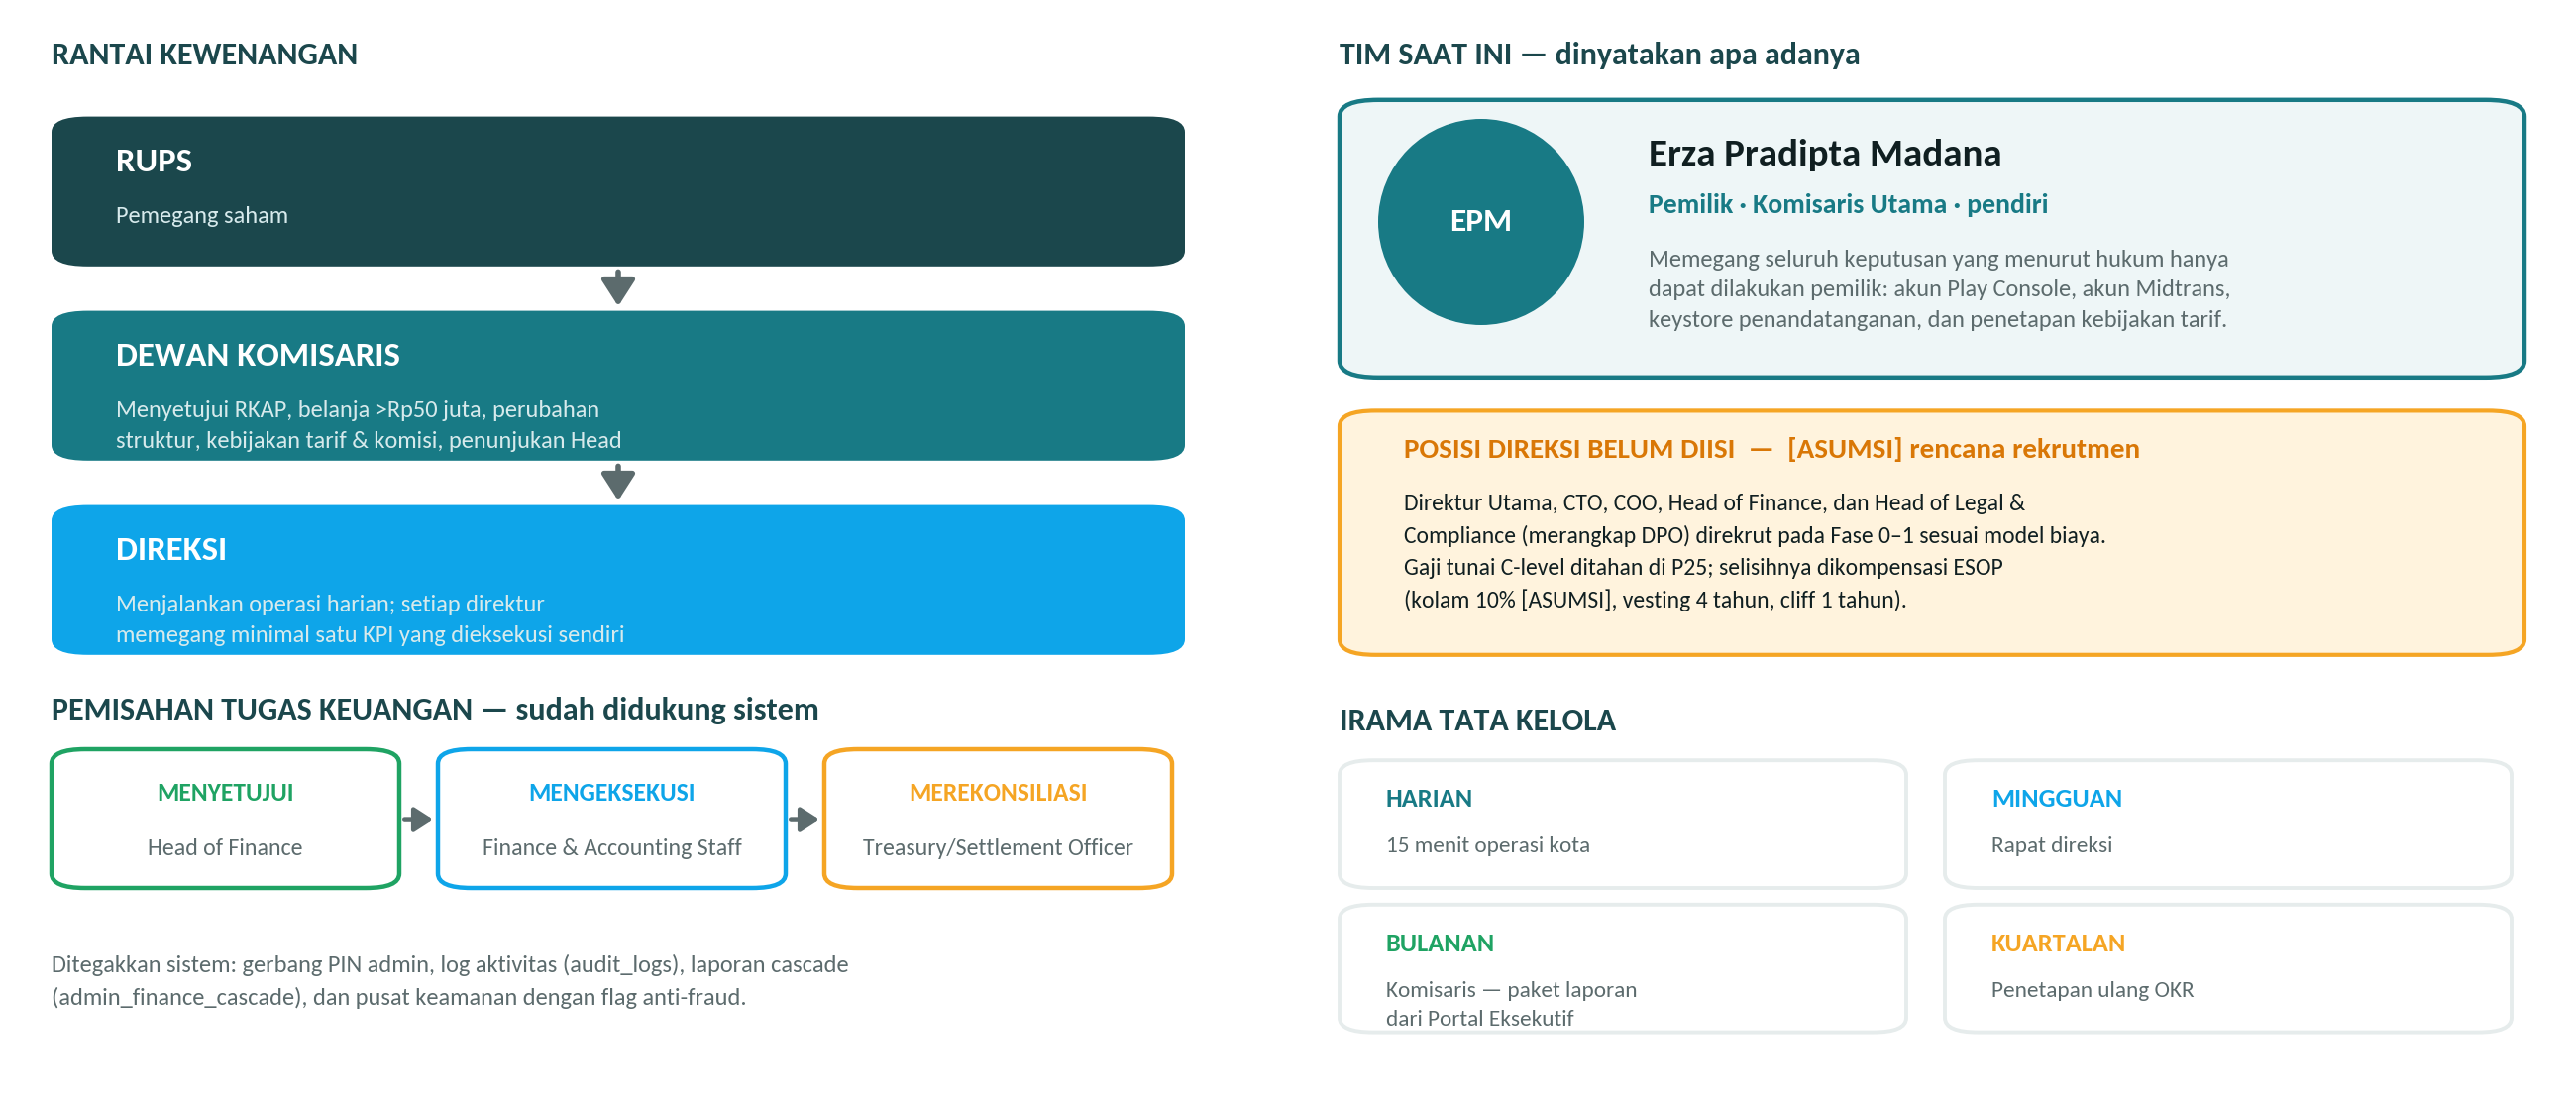 RANTAI KEWENANGAN
RUPS
Pemegang saham
DEWAN KOMISARIS
Menyetujui RKAP, belanja >Rp50 juta, perubahan
struktur, kebijakan tarif & komisi, penunjukan Head
DIREKSI
Menjalankan operasi harian; setiap direktur
memegang minimal satu KPI yang dieksekusi sendiri
PEMISAHAN TUGAS KEUANGAN — sudah didukung sistem
MENYETUJUI
Head of Finance
MENGEKSEKUSI
Finance & Accounting Staff
MEREKONSILIASI
Treasury/Settlement Officer
Ditegakkan sistem: gerbang PIN admin, log aktivitas (audit_logs), laporan cascade
(admin_finance_cascade), dan pusat keamanan dengan flag anti-fraud.
TIM SAAT INI — dinyatakan apa adanya
EPM
Erza Pradipta Madana
Pemilik · Komisaris Utama · pendiri
Memegang seluruh keputusan yang menurut hukum hanya
dapat dilakukan pemilik: akun Play Console, akun Midtrans,
keystore penandatanganan, dan penetapan kebijakan tarif.
POSISI DIREKSI BELUM DIISI — [ASUMSI] rencana rekrutmen
Direktur Utama, CTO, COO, Head of Finance, dan Head of Legal &
Compliance (merangkap DPO) direkrut pada Fase 0–1 sesuai model biaya.
Gaji tunai C-level ditahan di P25; selisihnya dikompensasi ESOP
(kolam 10% [ASUMSI], vesting 4 tahun, cliff 1 tahun).
IRAMA TATA KELOLA
HARIAN
15 menit operasi kota
MINGGUAN
Rapat direksi
BULANAN
Komisaris — paket laporan
dari Portal Eksekutif
KUARTALAN
Penetapan ulang OKR